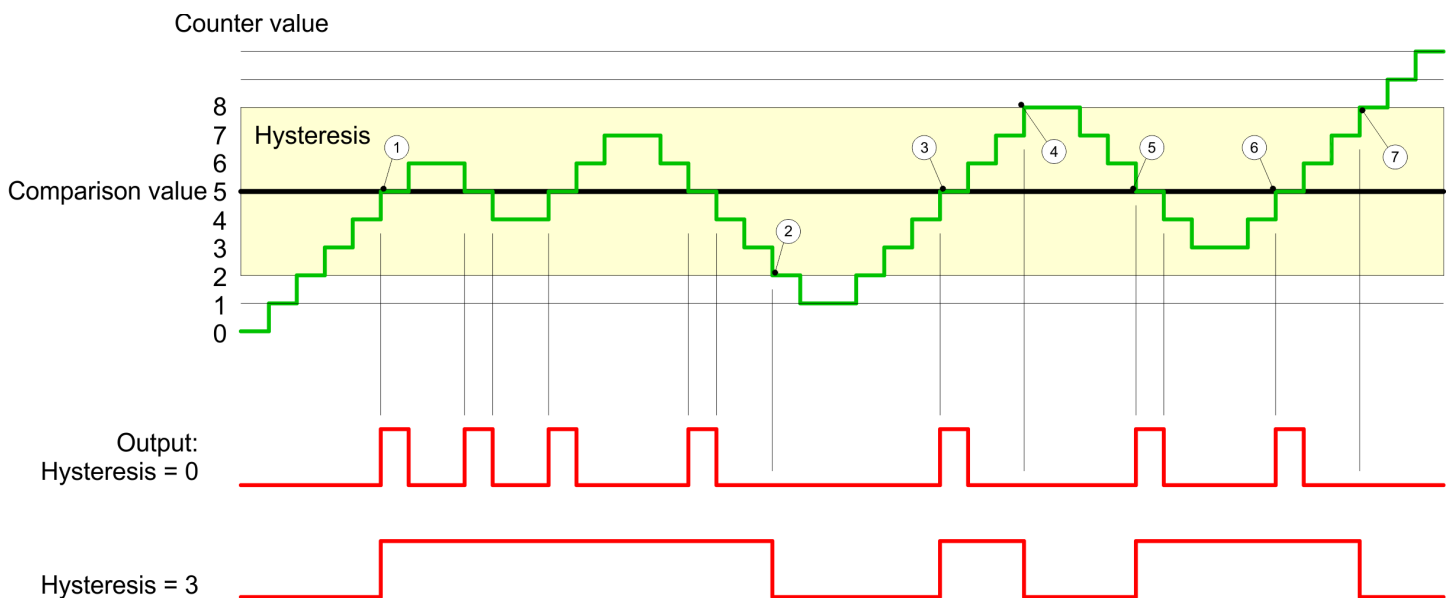 Counter value
8
7
Hysteresis
1
6
3
4
5
6
7
Comparison value 5
4
3
2
2
1
0
Output:
Hysteresis = 0
Hysteresis = 3